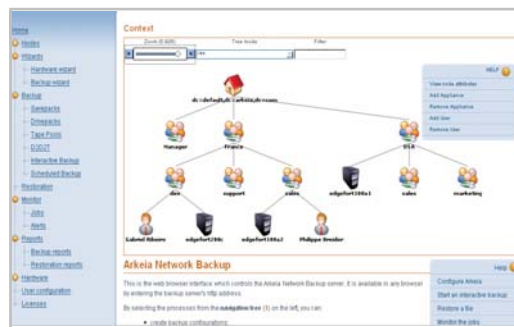 Home
Nodes
Wizards
Hardware wizard
Backup wizard
Backup
Savepacks
Drivepacks
Tape Pools
D2D2T
Interactive Backup
Scheduled Backup
Restoration
Monitor
Jobs
Alerts
Reports
Backup reports
Restoration reports
Hardware
User configuration
Licenses
Context
Tree mode
Filter
HELP
View node attributes
Add Appliance
Remove Appliance
Add User
Remove User
Manager
France
USA
dev
support
sales
edgefort100a1
sales
marketing
Gabriel Ribeiro
edgefort200c
edgefort100a2
Philippe Breider
Arkeia Network Backup
This is the web browser interface which controls the Arkeia Network Backup server. It is available in any browser
by entering the backup server's http address.
By selecting the processes from the navigation tree (1) on the left, you can:
create backup configurations;
Help
Configure Arkeia
Start an interactive backup
Restore a file
Monitor the jobs